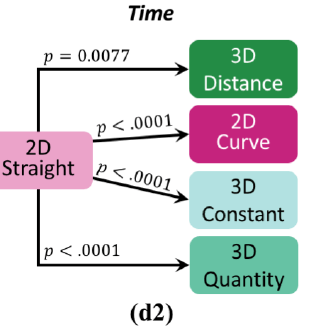 Time
p = 0.0077
3D
Distance
p < .0001
2D
Curve
2D
Straight
p < .0001
3D
Constant
p < .0001
3D
Quantity
(d2)